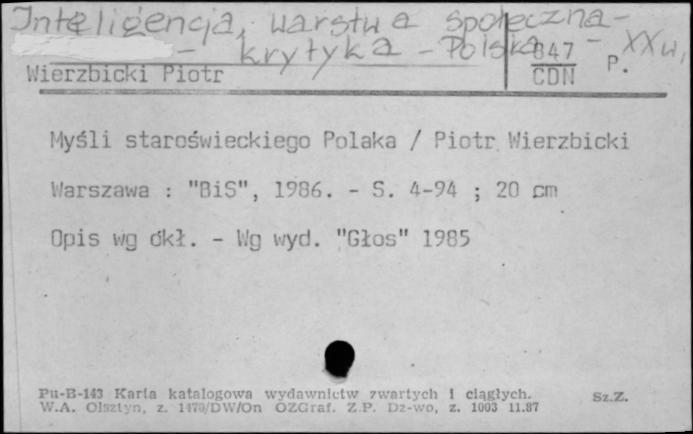 Inteligencja, warstwa społeczna-
- krytyka - Polska - XXw.
847
CDN
P.
Wierzbicki Piotr
Myśli staroświeckiego Polaka / Piotr Wierzbicki
Warszawa : "BiS", 1986. - S. 4-94 ; 20 cm
Opis wg okł. - Wg wyd. "Głos" 1985
Pu-B-143 Karta katalogowa wydawnictw zwartych i ciągłych. Sz.Z.
W.A. Olsztyn, z. 1470/DW/On OZGraf. Z.P. Dz-wo, z. 1003 11.87